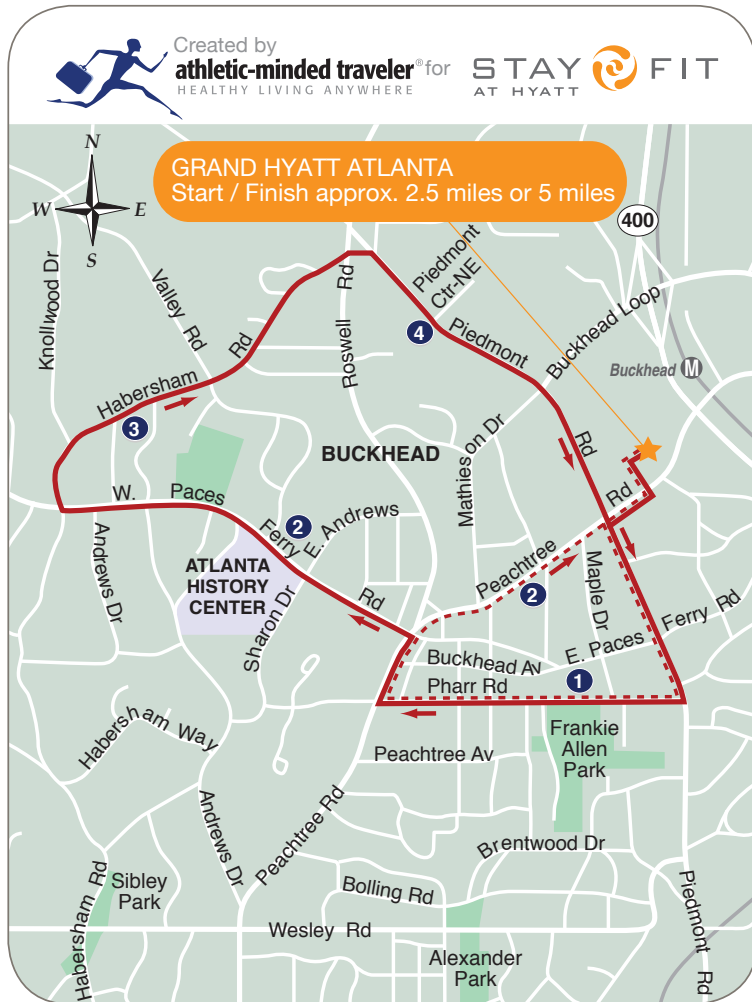 Created by
athletic-minded traveler® for
HEALTHY LIVING ANYWHERE
STAY FIT
AT HYATT
GRAND HYATT ATLANTA
Start / Finish approx. 2.5 miles or 5 miles
N
W E
S
400
Knollwood Dr
Valley Rd
Roswell Rd
Piedmont
Ctr-NE
4
Piedmont Rd
Buckhead Loop
Buckhead M
Habersham Rd
3
BUCKHEAD
Mathieson Dr
W. Paces Ferry Rd
2
E. Andrews
Andrews Dr
ATLANTA
HISTORY
CENTER
Sharon Dr
Peachtree Rd
2
Maple Dr
E. Paces Ferry Rd
Buckhead Av
1
Pharr Rd
Habersham Way
Peachtree Av
Frankie
Allen
Park
Andrews Dr
Peachtree Rd
Brentwood Dr
Habersham Rd
Sibley
Park
Bolling Rd
Piedmont Rd
Wesley Rd
Alexander
Park